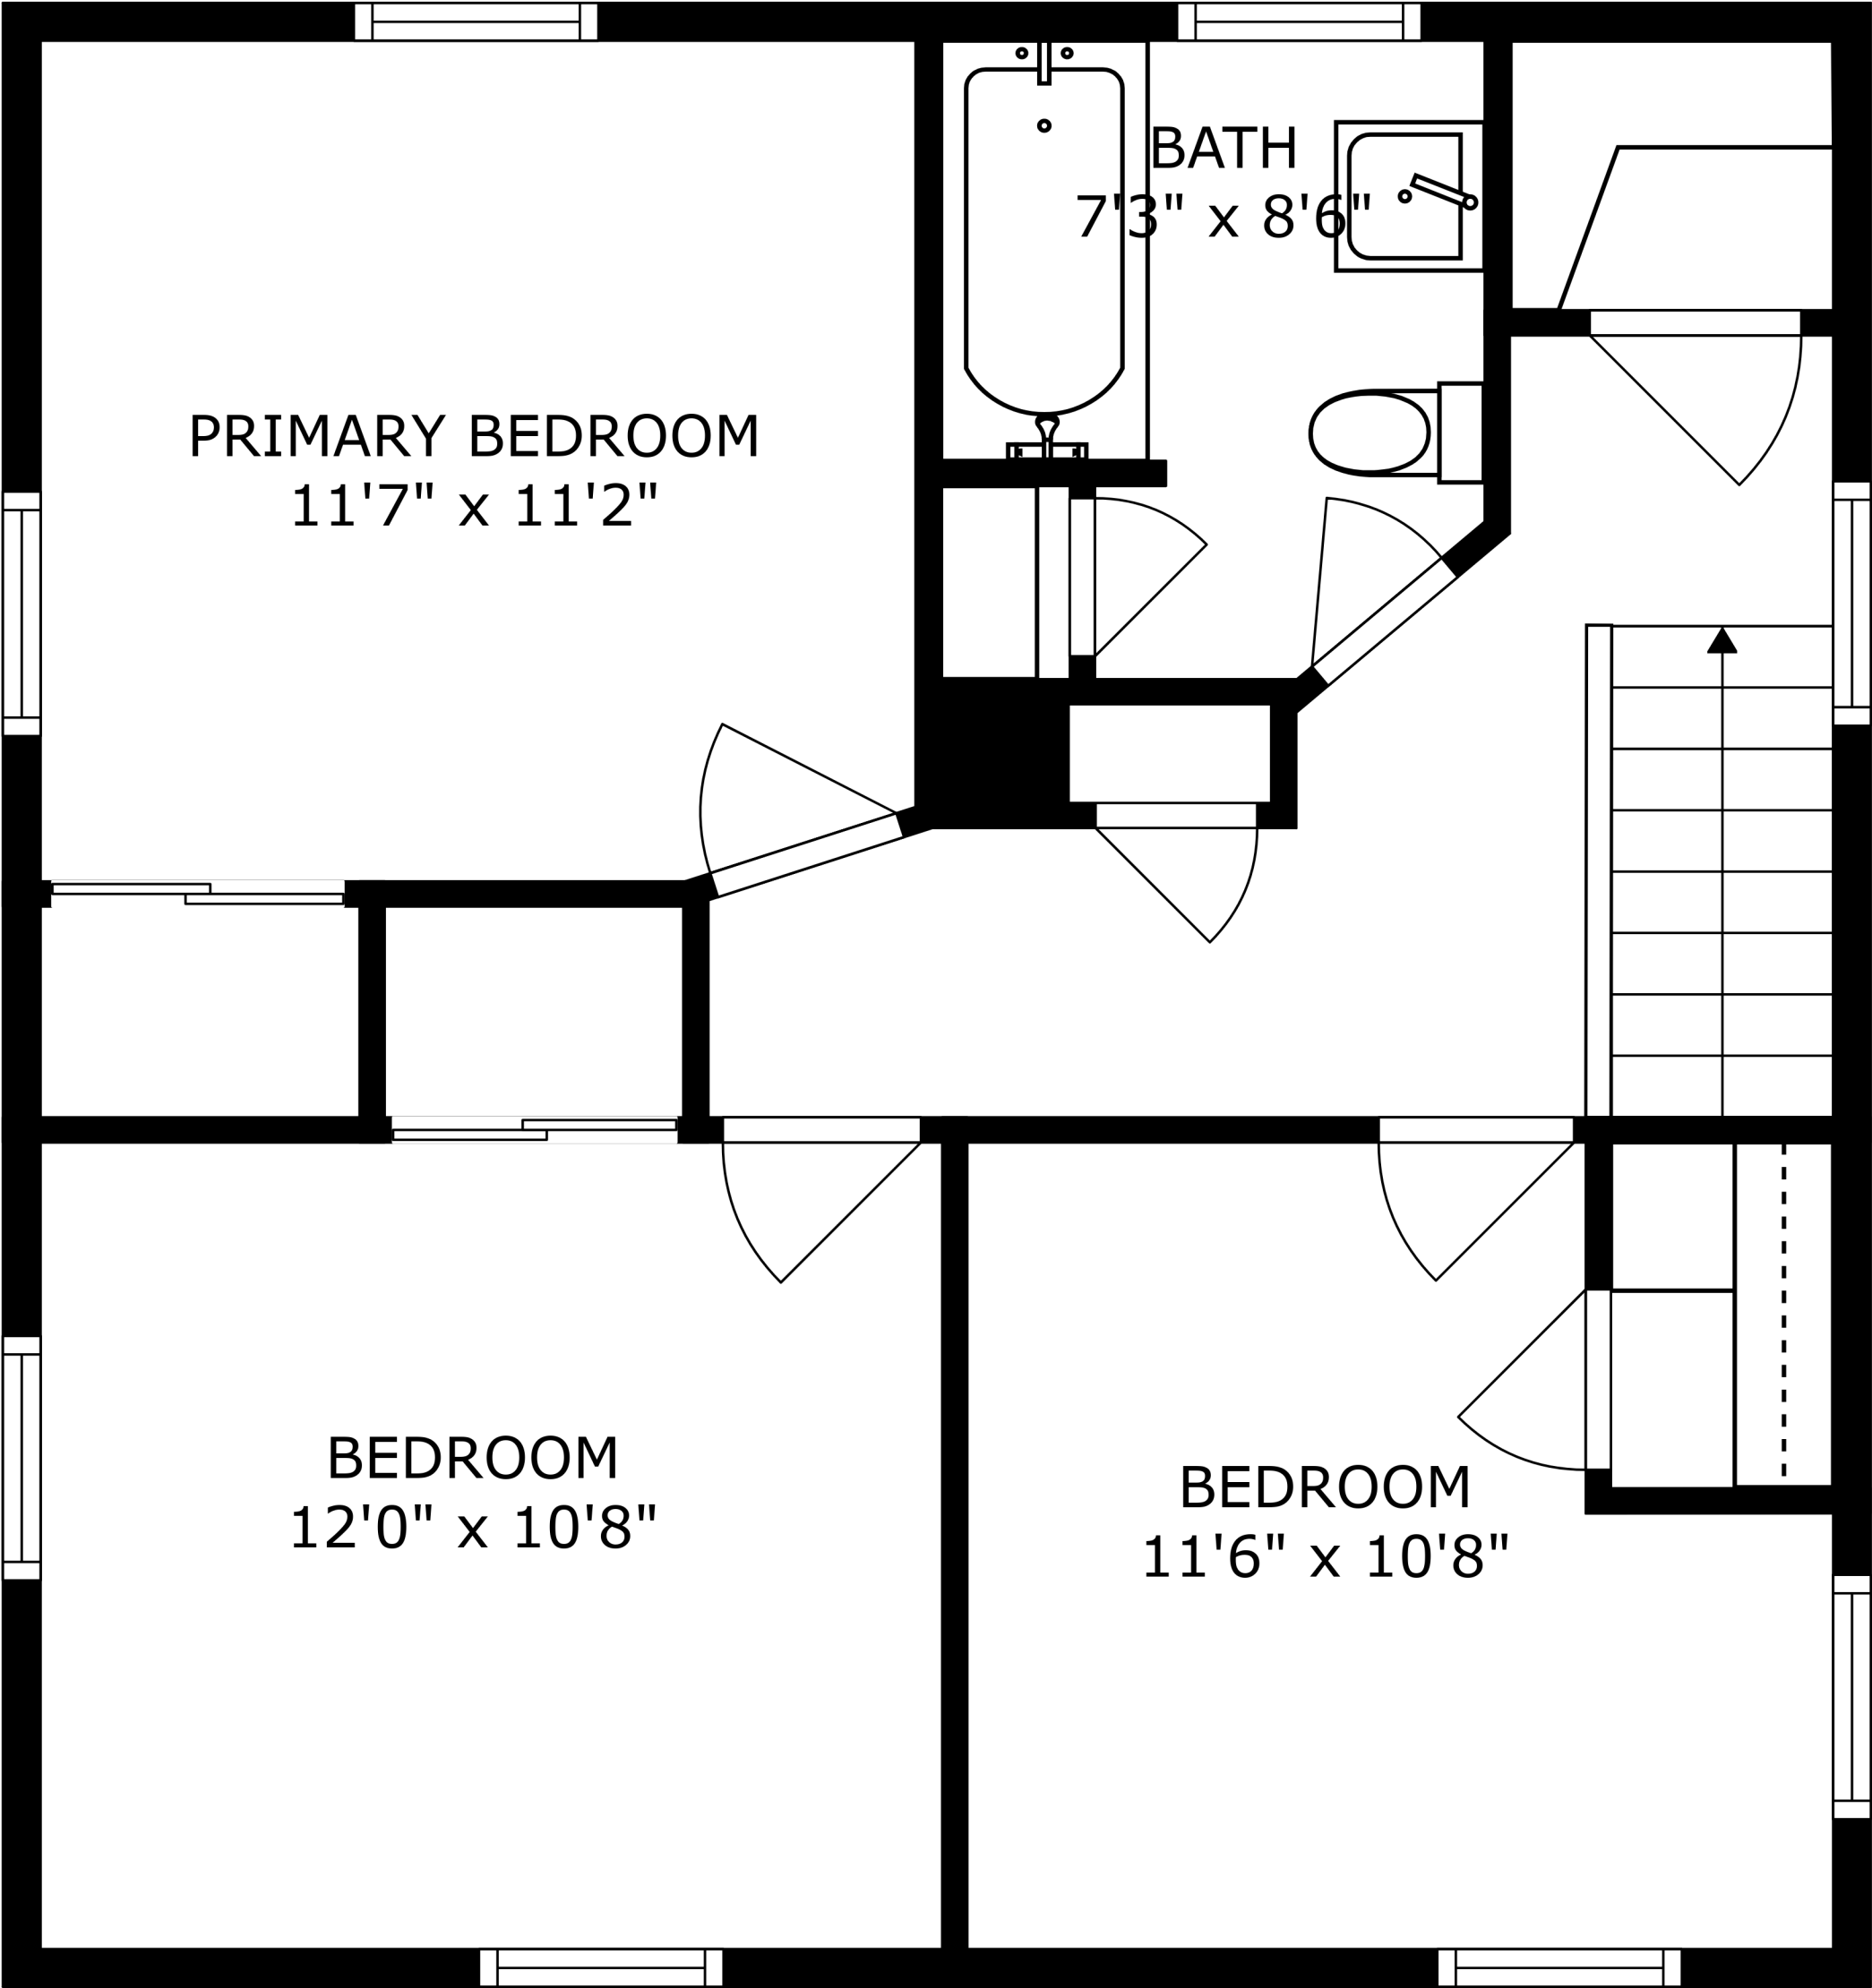 BATH
7'3" x 8'6"
PRIMARY BEDROOM
11'7" x 11'2"
BEDROOM
12'0" x 10'8"
BEDROOM
11'6" x 10'8"